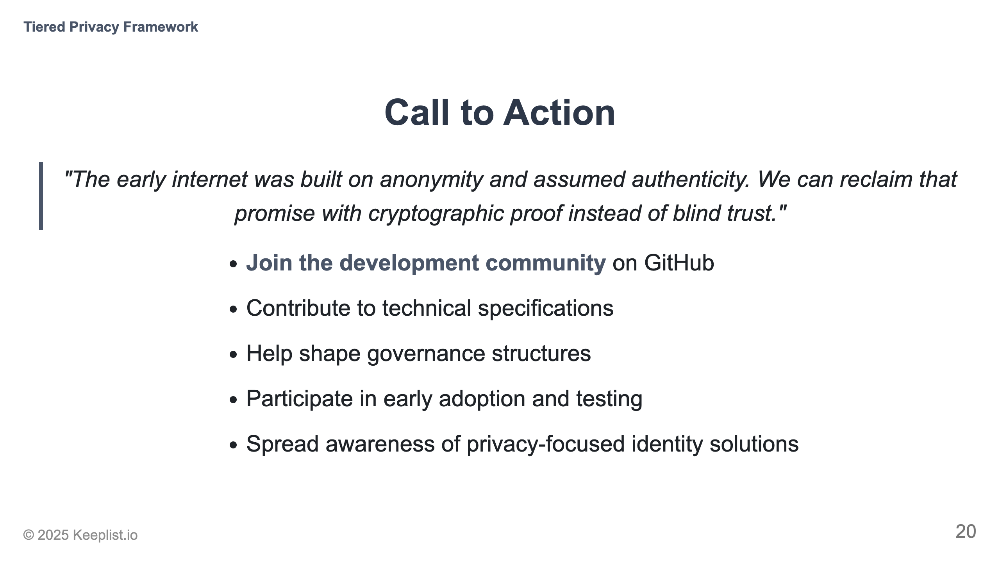 Tiered Privacy Framework
Call to Action
"The early internet was built on anonymity and assumed authenticity. We can reclaim that
promise with cryptographic proof instead of blind trust."
• Join the development community on GitHub
• Contribute to technical specifications
• Help shape governance structures
• Participate in early adoption and testing
• Spread awareness of privacy-focused identity solutions
© 2025 Keeplist.io
20